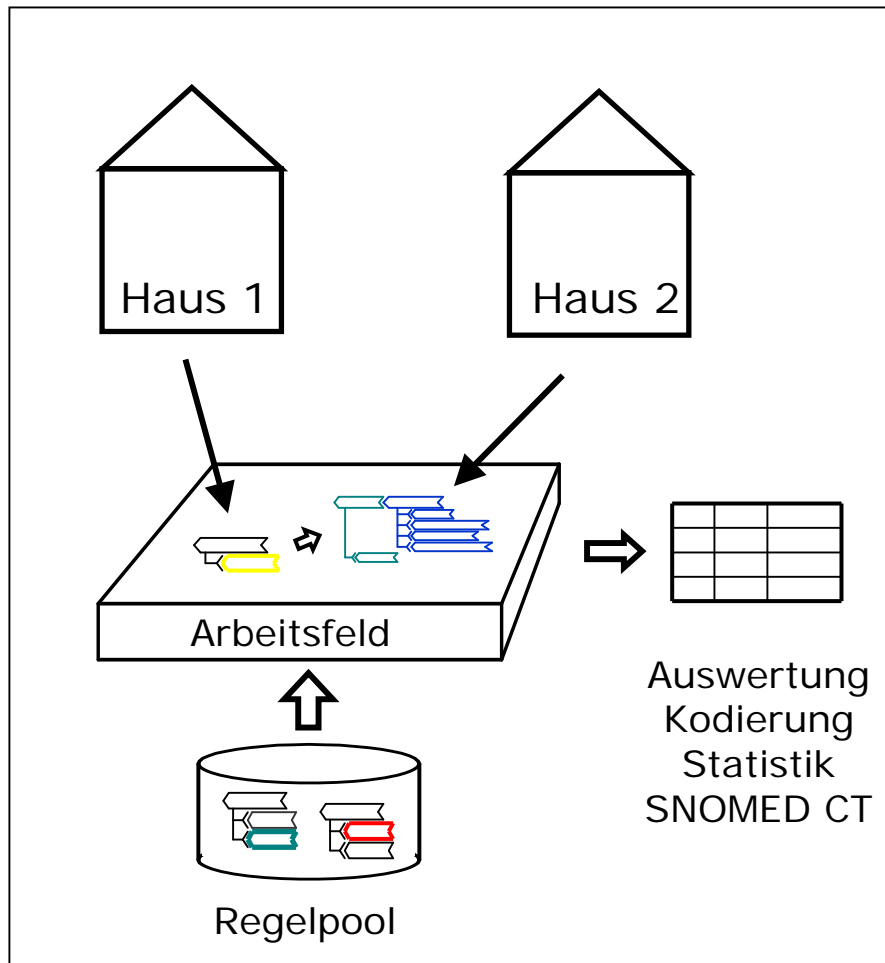 Haus 1
Haus 2
Arbeitsfeld
Auswertung
Kodierung
Statistik
SNOMED CT
Regelpool